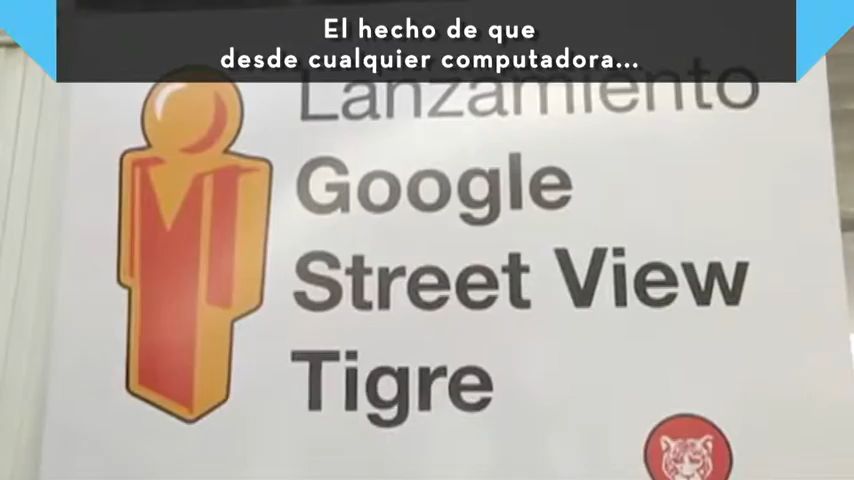 El hecho de que
desde cualquier computadora...
Lanzamiento
Google
Street View
Tigre